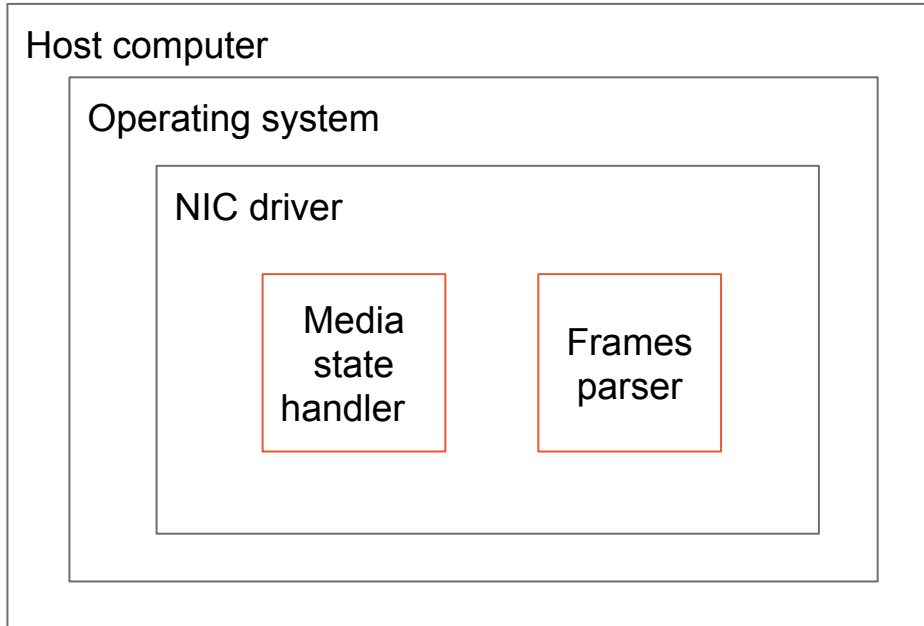 Host computer
Operating system
NIC driver
Media
state
handler
Frames
parser